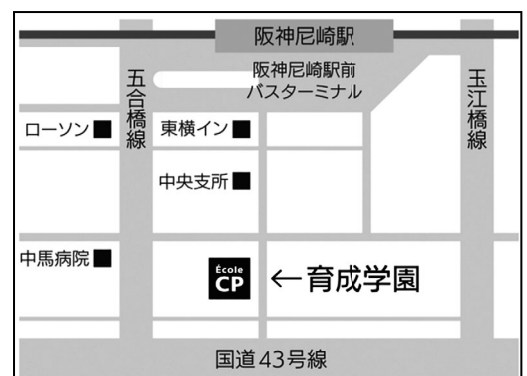 阪神尼崎駅
阪神尼崎駅前
バスターミナル
五合橋線
玉江橋線
ローソン
東横イン
中央支所
中馬病院
École
CP
←育成学園
国道43号線